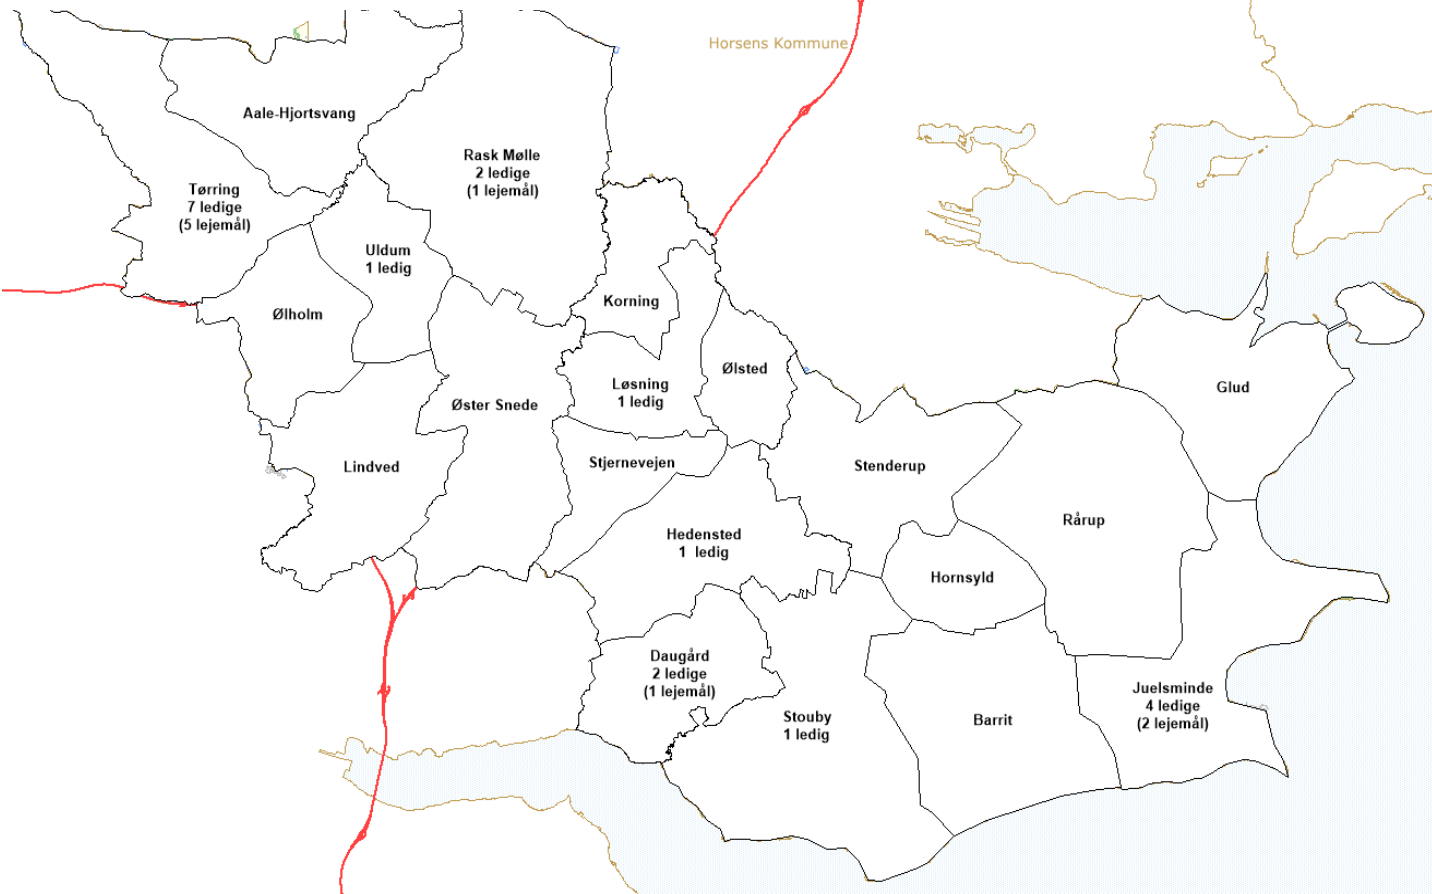 Horsens Kommune
Aale-Hjortsvang
Rask Mølle
2 ledige
(1 lejemål)
Tørring
7 ledige
(5 lejemål)
Uldum
1 ledig
Korning
Ølholm
Ølsted
Løsning
1 ledig
Glud
Øster Snede
Lindved
Stjernevejen
Stenderup
Hedensted
1 ledig
Rårup
Hornsyld
Daugård
2 ledige
(1 lejemål)
Stouby
1 ledig
Barrit
Juelsminde
4 ledige
(2 lejemål)